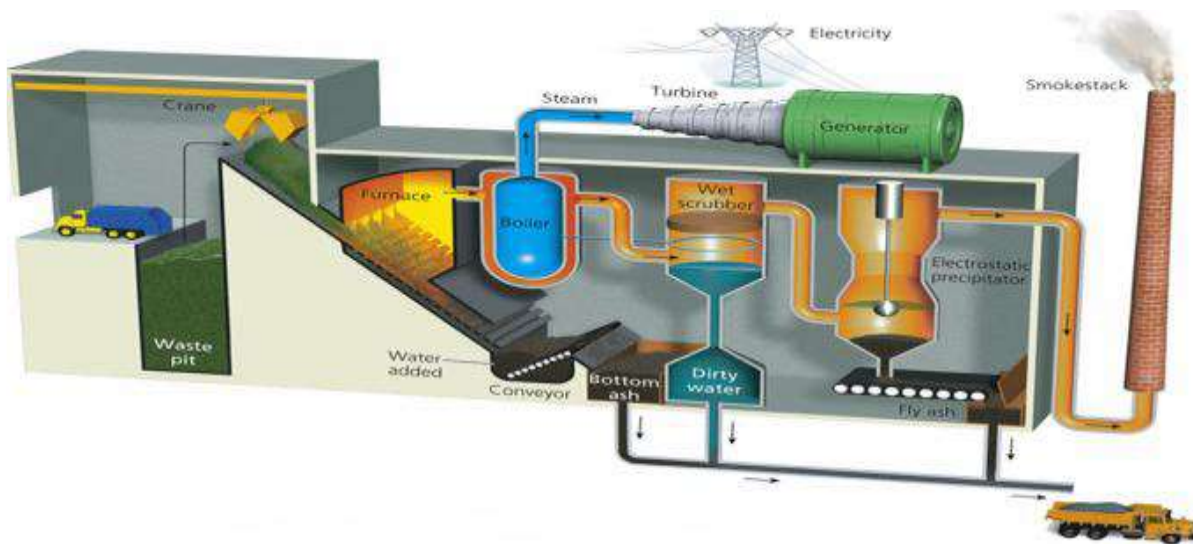 Electricity
Smokestack
Crane
Steam
Turbine
Generator
Furnace
Boiler
Wet
scrubber
Electrostatic
precipitator
Waste
pit
Water
added
Conveyor
Bottom
ash
Dirty
water
Fly ash